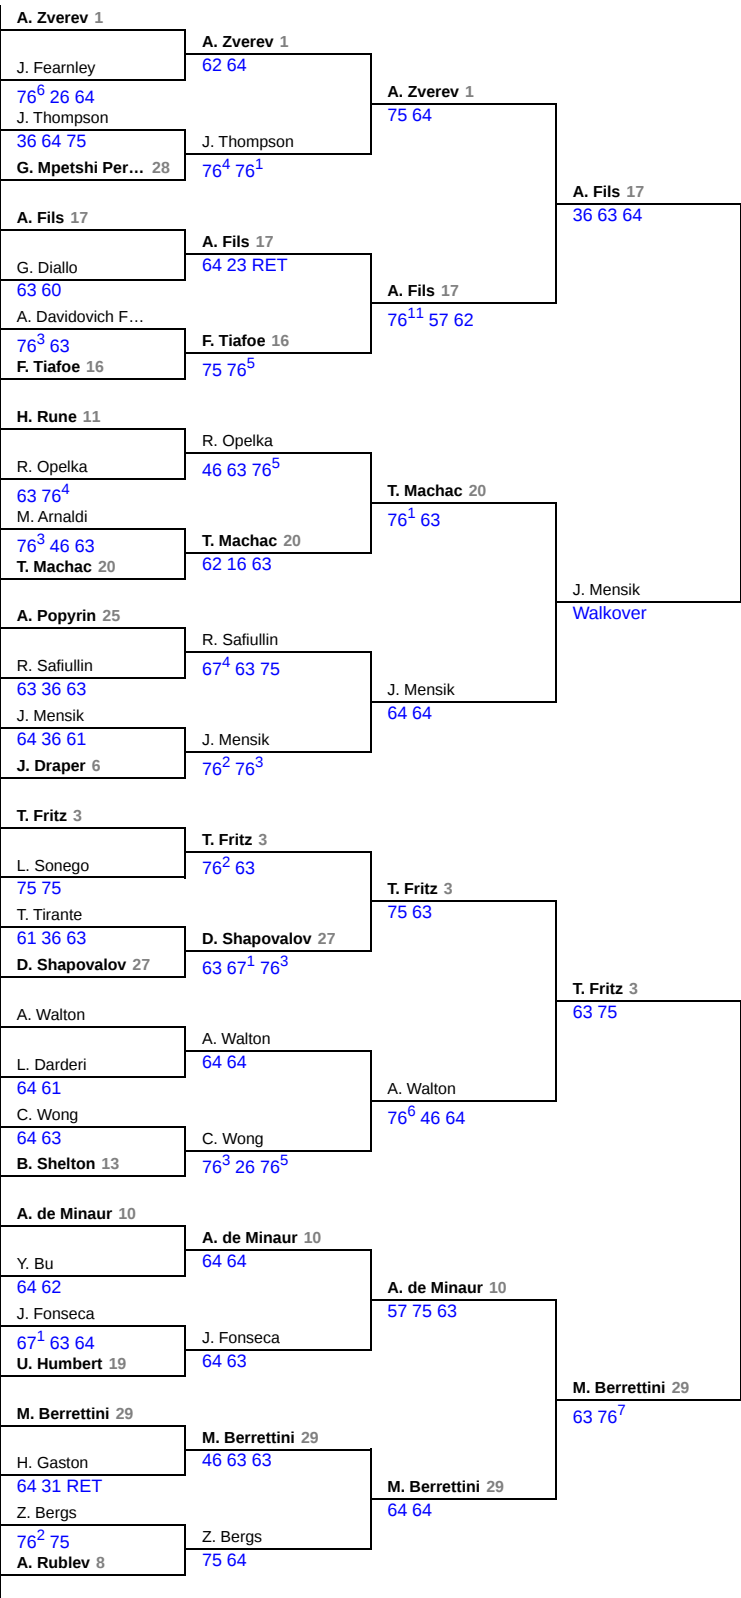 A. Zverev 1
J. Fearnley
76⁶ 26 64
J. Thompson
36 64 75
G. Mpetshi Per... 28
A. Fils 17
G. Diallo
63 60
A. Davidovich F...
76³ 63
F. Tiafoe 16
H. Rune 11
R. Opelka
63 76⁴
M. Arnaldi
76³ 46 63
T. Machac 20
A. Popyrin 25
R. Safiullin
63 36 63
J. Mensik
64 36 61
J. Draper 6
T. Fritz 3
L. Sonego
75 75
T. Tirante
61 36 63
D. Shapovalov 27
A. Walton
L. Darderi
64 61
C. Wong
64 63
B. Shelton 13
A. de Minaur 10
Y. Bu
64 62
J. Fonseca
67¹ 63 64
U. Humbert 19
M. Berrettini 29
H. Gaston
64 31 RET
Z. Bergs
76² 75
A. Rublev 8
A. Zverev 1
62 64
J. Thompson
76⁴ 76¹
A. Fils 17
64 23 RET
F. Tiafoe 16
75 76⁵
R. Opelka
46 63 76⁵
T. Machac 20
62 16 63
R. Safiullin
67⁴ 63 75
J. Mensik
76² 76³
T. Fritz 3
76² 63
D. Shapovalov 27
63 67¹ 76³
A. Walton
64 64
C. Wong
76³ 26 76⁵
A. de Minaur 10
64 64
J. Fonseca
64 63
M. Berrettini 29
46 63 63
Z. Bergs
75 64
A. Zverev 1
75 64
A. Fils 17
76¹¹ 57 62
T. Machac 20
76¹ 63
J. Mensik
64 64
T. Fritz 3
75 63
A. Walton
76⁶ 46 64
A. de Minaur 10
57 75 63
M. Berrettini 29
64 64
A. Fils 17
36 63 64
J. Mensik
Walkover
T. Fritz 3
63 75
M. Berrettini 29
63 76⁷